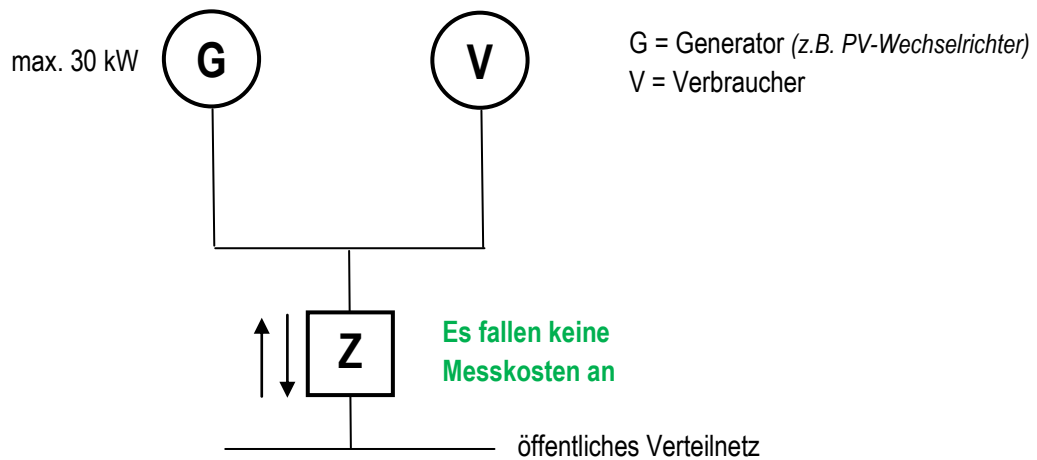 max. 30 kW
G
V
G = Generator (z.B. PV-Wechselrichter)
V = Verbraucher
Z
Es fallen keine
Messkosten an
öffentliches Verteilnetz